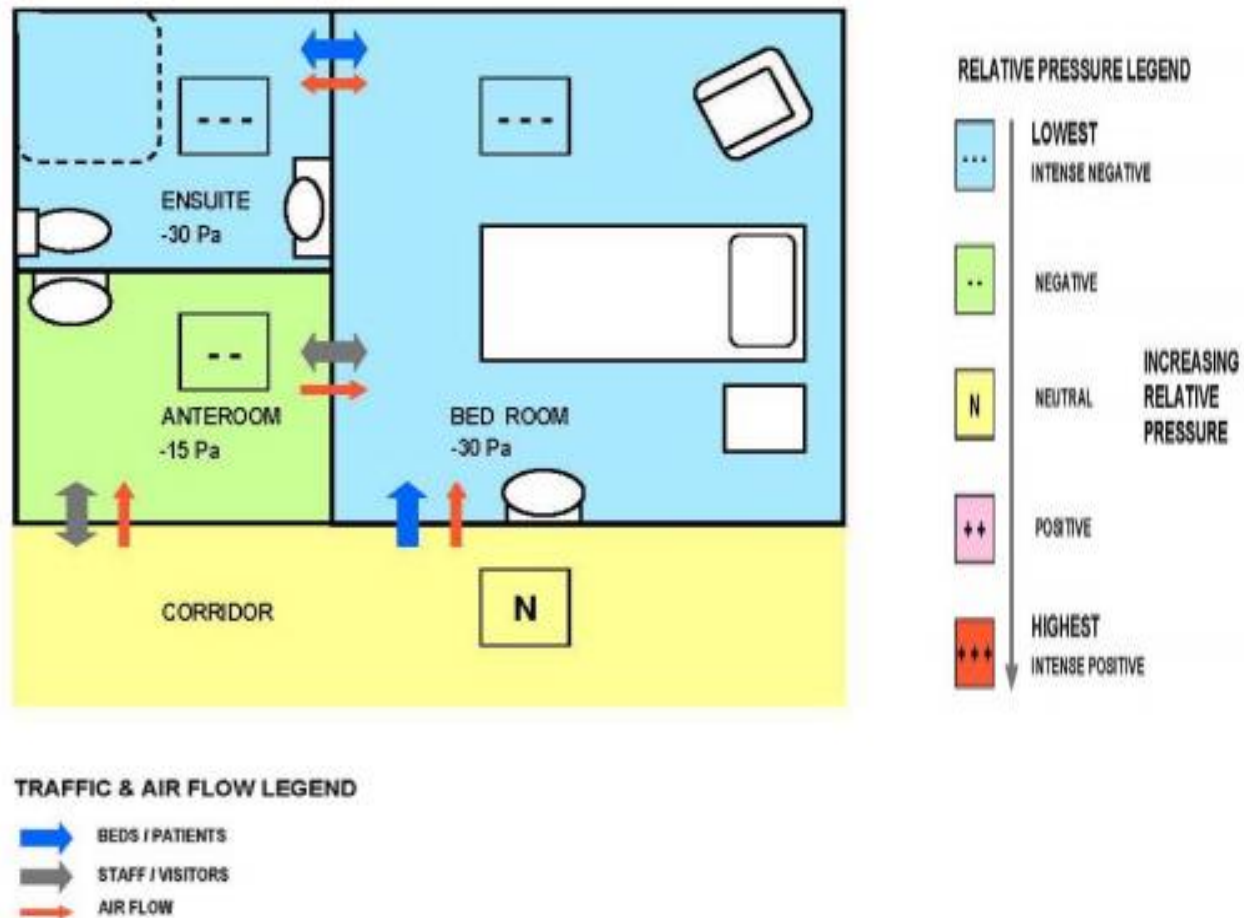 - - -
ENSUITE
-30 Pa
- - -
- -
ANTEROOM
-15 Pa
BED ROOM
-30 Pa
CORRIDOR
N
RELATIVE PRESSURE LEGEND
- - -
LOWEST
INTENSE NEGATIVE
- -
NEGATIVE
N
NEUTRAL
INCREASING
RELATIVE
PRESSURE
++
POSITIVE
+++
HIGHEST
INTENSE POSITIVE
TRAFFIC & AIR FLOW LEGEND
BEDS / PATIENTS
STAFF / VISITORS
AIR FLOW